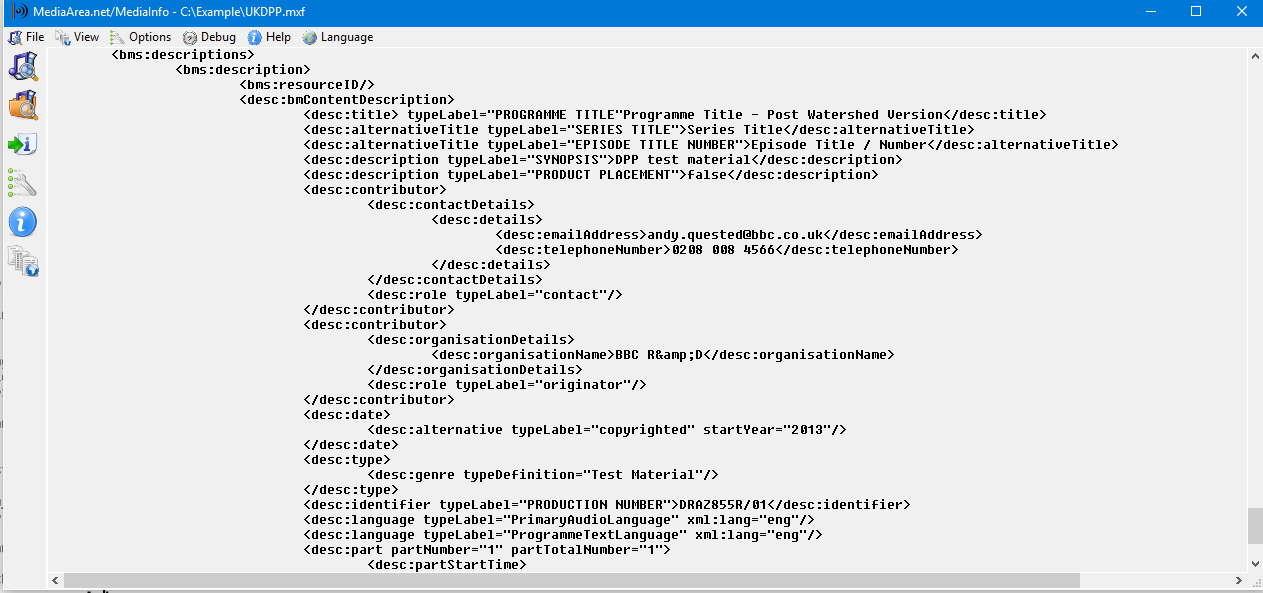 MediaArea.net/MediaInfo - C:\Example\UKDPP.mxf
File View Options Debug Help Language
<bms:descriptions>
<bms:description>
<bms:resourceID/>
<desc:bmContentDescription>
<desc:title> typeLabel="PROGRAMME TITLE"Programme Title - Post Watershed Version</desc:title>
<desc:alternativeTitle typeLabel="SERIES TITLE">Series Title</desc:alternativeTitle>
<desc:alternativeTitle typeLabel="EPISODE TITLE NUMBER">Episode Title / Number</desc:alternativeTitle>
<desc:description typeLabel="SYNOPSIS">DPP test material</desc:description>
<desc:description typeLabel="PRODUCT PLACEMENT">false</desc:description>
<desc:contributor>
<desc:contactDetails>
<desc:details>
<desc:emailAddress>andy.quested@bbc.co.uk</desc:emailAddress>
<desc:telephoneNumber>0208 008 4566</desc:telephoneNumber>
</desc:details>
</desc:contactDetails>
<desc:role typeLabel="contact"/>
</desc:contributor>
<desc:contributor>
<desc:organisationDetails>
<desc:organisationName>BBC R&amp;D</desc:organisationName>
</desc:organisationDetails>
<desc:role typeLabel="originator"/>
</desc:contributor>
<desc:date>
<desc:alternative typeLabel="copyrighted" startYear="2013"/>
</desc:date>
<desc:type>
<desc:genre typeDefinition="Test Material"/>
</desc:type>
<desc:identifier typeLabel="PRODUCTION NUMBER">DRAZ855R/01</desc:identifier>
<desc:language typeLabel="PrimaryAudioLanguage" xml:lang="eng"/>
<desc:language typeLabel="ProgrammeTextLanguage" xml:lang="eng"/>
<desc:part partNumber="1" partTotalNumber="1">
<desc:partStartTime>